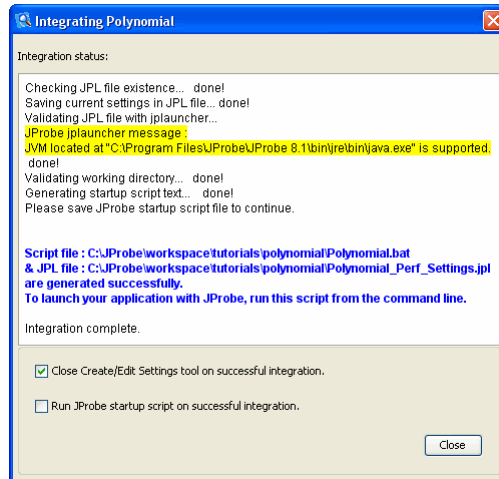 Integrating Polynomial
Integration status:
Checking JPL file existence... done!
Saving current settings in JPL file... done!
Validating JPL file with jplauncher...
JProbe jplauncher message :
JVM located at "C:\Program Files\JProbe\JProbe 8.1\bin\jre\bin\java.exe" is supported.
done!
Validating working directory... done!
Generating startup script text... done!
Please save JProbe startup script file to continue.
Script file : C:\JProbe\workspace\tutorials\polynomial\Polynomial.bat
& JPL file : C:\JProbe\workspace\tutorials\polynomial\Polynomial_Perf_Settings.jpl
are generated successfully.
To launch your application with JProbe, run this script from the command line.
Integration complete.
Close Create/Edit Settings tool on successful integration.
Run JProbe startup script on successful integration.
Close